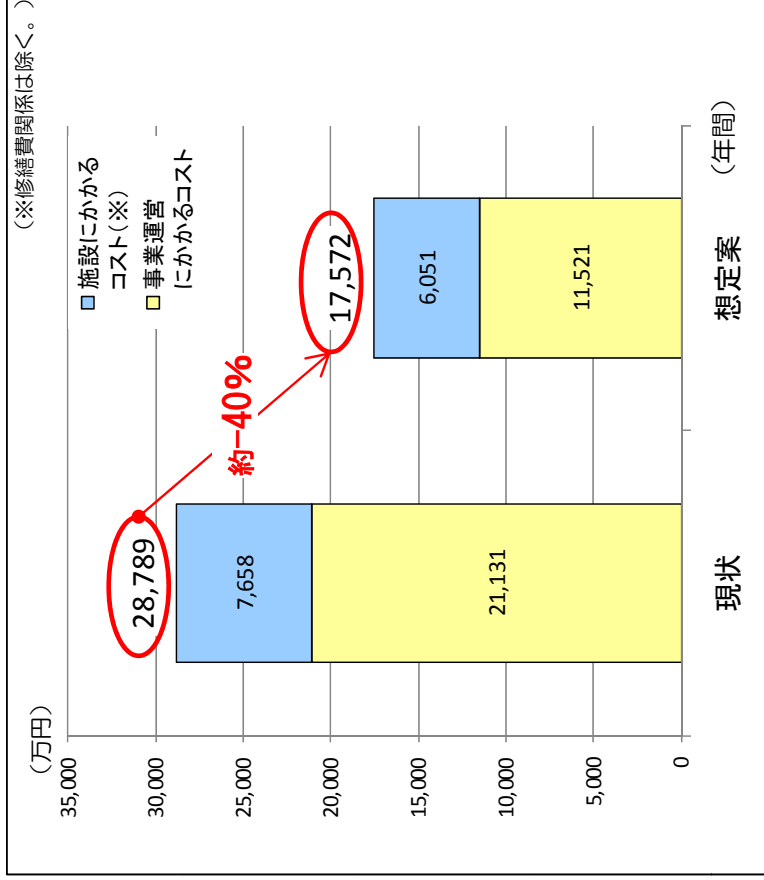 (※修繕費関係は除く。)
(万円)
35,000
30,000
25,000
20,000
15,000
10,000
5,000
0
施設にかかる
コスト(※)
事業運営
にかかるコスト
28,789
約-40%
17,572
7,658
21,131
6,051
11,521
現状
想定案
(年間)